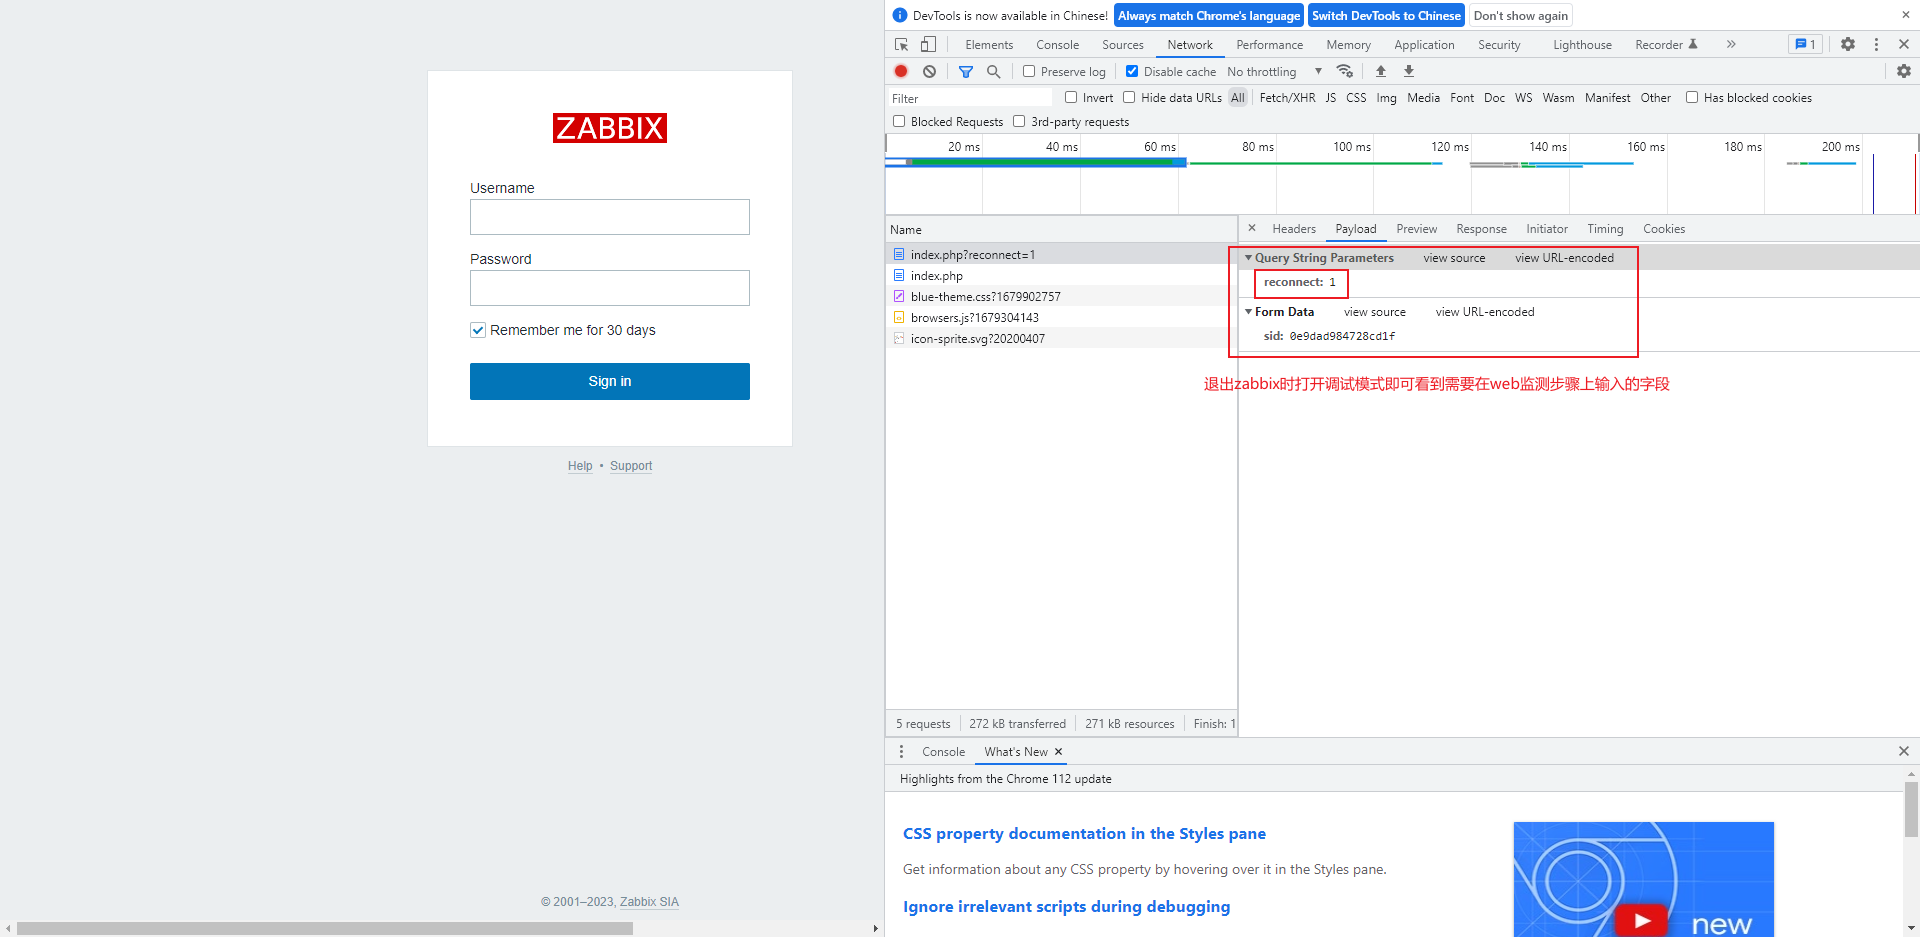 ZABBIX
Username
Password
Remember me for 30 days
Sign in
Help • Support
© 2001–2023, Zabbix SIA
DevTools is now available in Chinese! Always match Chrome's language Switch DevTools to Chinese Don't show again
Elements Console Sources Network Performance Memory Application Security Lighthouse Recorder 1
Preserve log Disable cache No throttling
Filter Invert Hide data URLs All Fetch/XHR JS CSS Img Media Font Doc WS Wasm Manifest Other Has blocked cookies
Blocked Requests 3rd-party requests
20 ms 40 ms 60 ms 80 ms 100 ms 120 ms 140 ms 160 ms 180 ms 200 ms
Name
index.php?reconnect=1
index.php
blue-theme.css?1679902757
browsers.js?1679304143
icon-sprite.svg?20200407
5 requests 272 kB transferred 271 kB resources Finish: 1
Headers Payload Preview Response Initiator Timing Cookies
Query String Parameters view source view URL-encoded
reconnect: 1
Form Data view source view URL-encoded
sid: 0e9dad984728cd1f
退出zabbix时打开调试模式即可看到需要在web监测步骤上输入的字段
Console What's New
Highlights from the Chrome 112 update
CSS property documentation in the Styles pane
Get information about any CSS property by hovering over it in the Styles pane.
Ignore irrelevant scripts during debugging
new